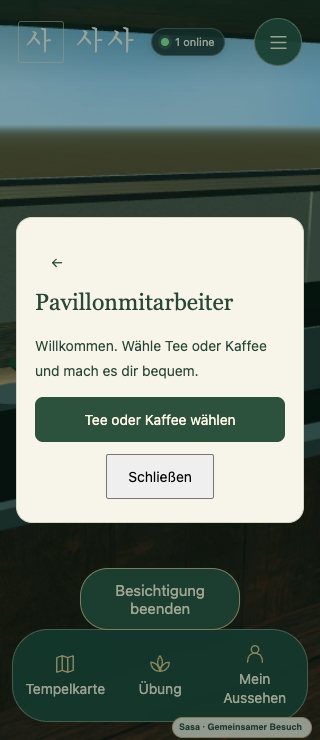 사 사사
1 online
←
Pavillonmitarbeiter
Willkommen. Wähle Tee oder Kaffee
und mach es dir bequem.
Tee oder Kaffee wählen
Schließen
Besichtigung
beenden
Tempelkarte
Übung
Mein
Aussehen
Sasa · Gemeinsamer Besuch